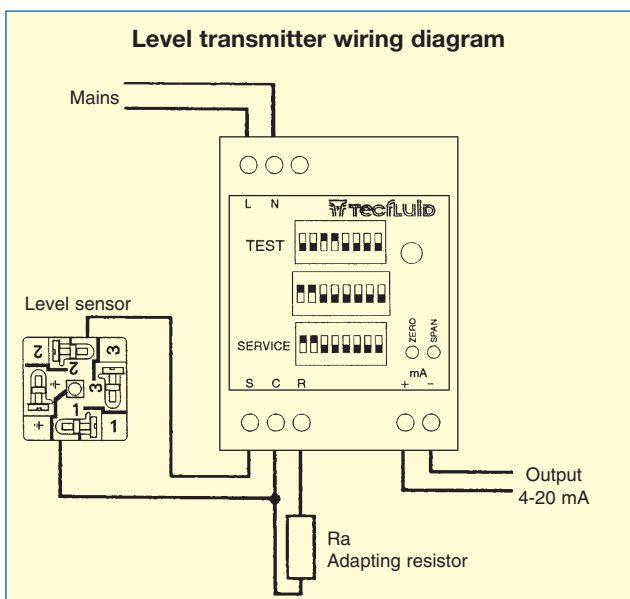 Level transmitter wiring diagram
Mains
L N
TECFLUID
TEST
Level sensor
SERVICE
ZERO
SPAN
mA
S C R + −
2 3
2
⏚ 3
1
⏚ 1
Output
4-20 mA
Ra
Adapting resistor